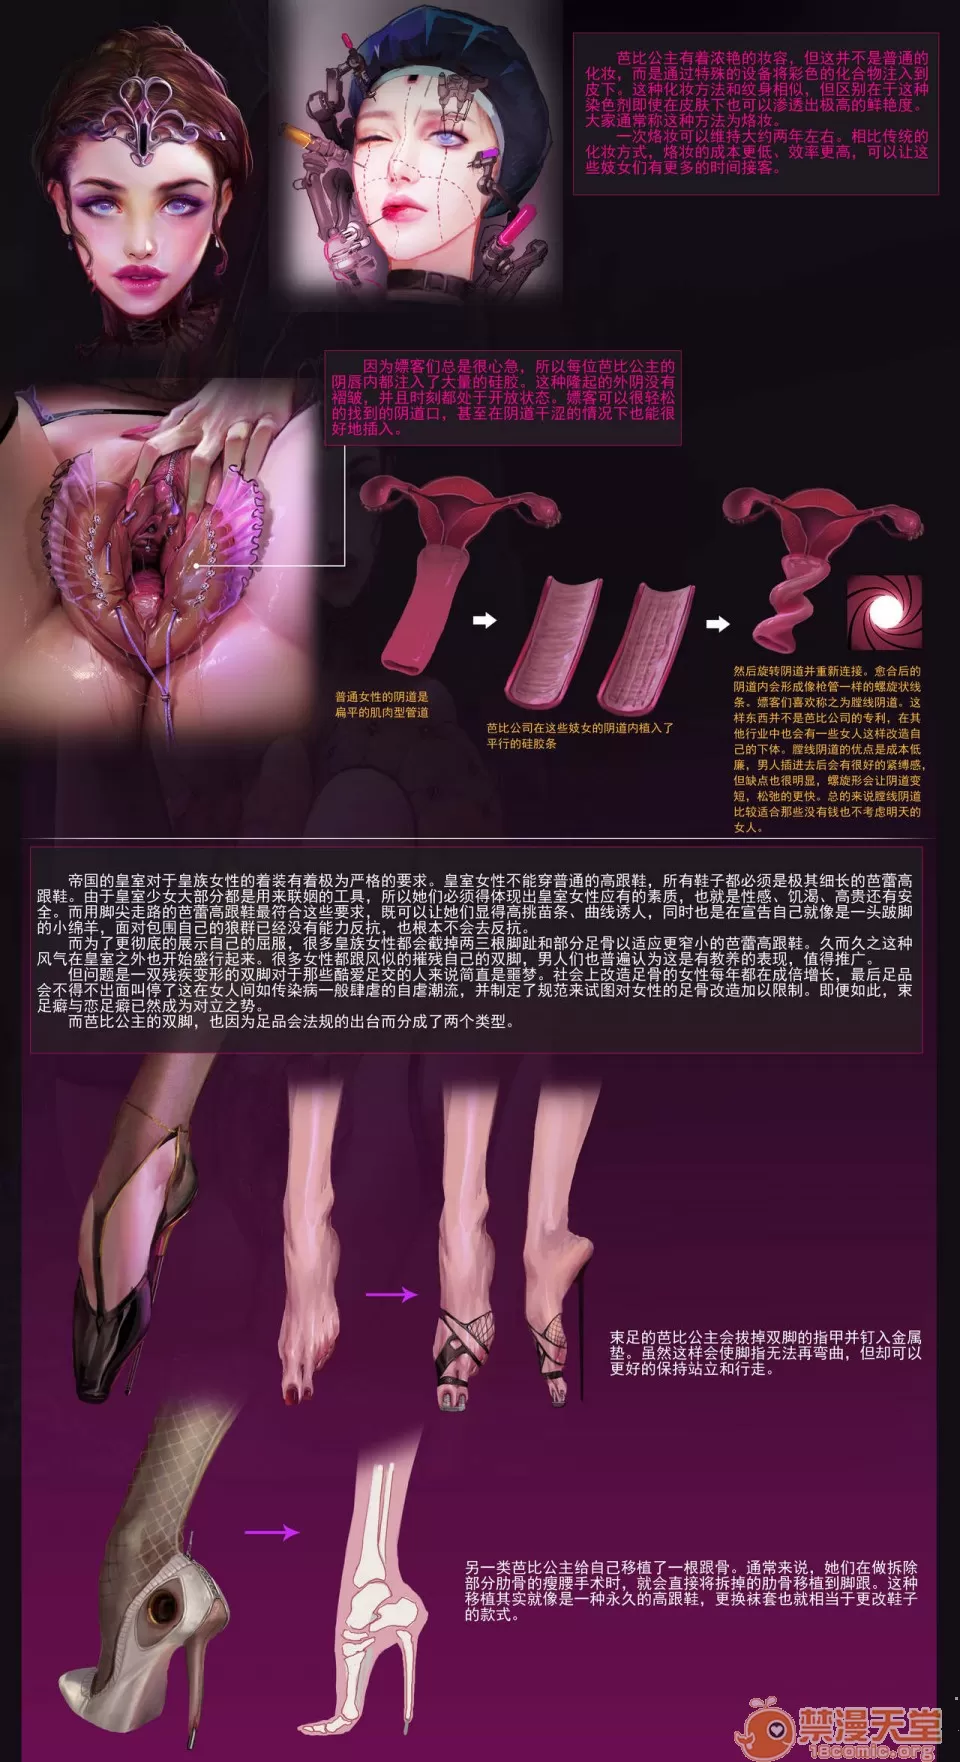 芭比公主有着浓艳的妆容，但这并不是普通的
化妆，而是通过特殊的设备将彩色的化合物注入到
皮下。这种化妆方法和纹身相似，但区别在于这种
染色剂即使在皮肤下也可以渗透出极高的鲜艳度。
大家通常称这种方法为烙妆。
一次烙妆可以维持大约两年左右。相比传统的
化妆方式，烙妆的成本更低、效率更高，可以让这
些妓女们有更多的时间接客。
因为嫖客们总是很心急，所以每位芭比公主的
阴唇内都注入了大量的硅胶。这种隆起的外阴没有
褶皱，并且时刻都处于开放状态。嫖客可以很轻松
的找到的阴道口，甚至在阴道干涩的情况下也能很
好地插入。
普通女性的阴道是
扁平的肌肉型管道
芭比公司在这些妓女的阴道内植入了
平行的硅胶条
然后旋转阴道并重新连接。愈合后的
阴道内会形成像枪管一样的螺旋状线
条。嫖客们喜欢称之为膛线阴道。这
样东西并不是芭比公司的专利，在其
他行业中也会有一些女人这样改造自
己的下体。膛线阴道的优点是成本低
廉，男人插进去后会有很好的紧缚感，
但缺点也很明显，螺旋形会让阴道变
短，松弛的更快。总的来说膛线阴道
比较适合那些没有钱也不考虑明天的
女人。
帝国的皇室对于皇族女性的着装有着极为严格的要求。皇室女性不能穿普通的高跟鞋，所有鞋子都必须是极其细长的芭蕾高
跟鞋。由于皇室少女大部分都是用来联姻的工具，所以她们必须得体现出皇室女性应有的素质，也就是性感、饥渴、高贵还有安
全。而用脚尖走路的芭蕾高跟鞋最符合这些要求，既可以让她们显得高挑苗条、曲线诱人，同时也是在宣告自己就像是一头跛脚
的小绵羊，面对包围自己的狼群已经没有能力反抗，也根本不会去反抗。
而为了更彻底的展示自己的屈服，很多皇族女性都会截掉两三根脚趾和部分足骨以适应更窄小的芭蕾高跟鞋。久而久之这种
风气在皇室之外也开始盛行起来。很多女性都跟风似的摧残自己的双脚，男人们也普遍认为这是有教养的表现，值得推广。
但问题是一双残疾变形的双脚对于那些酷爱足交的人来说简直是噩梦。社会上改造足骨的女性每年都在成倍增长，最后足品
会不得不出面叫停了这在女人间如传染病一般肆虐的自虐潮流，并制定了规范来试图对女性的足骨改造加以限制。即便如此，束
足癖与恋足癖已然成为对立之势。
而芭比公主的双脚，也因为足品会法规的出台而分成了两个类型。
束足的芭比公主会拔掉双脚的指甲并钉入金属
垫。虽然这样会使脚指无法再弯曲，但却可以
更好的保持站立和行走。
另一类芭比公主给自己移植了一根跟骨。通常来说，她们在做拆除
部分肋骨的瘦腰手术时，就会直接将拆掉的肋骨移植到脚跟。这种
移植其实就像是一种永久的高跟鞋，更换袜套也就相当于更改鞋子
的款式。
禁漫天堂
18comic.org